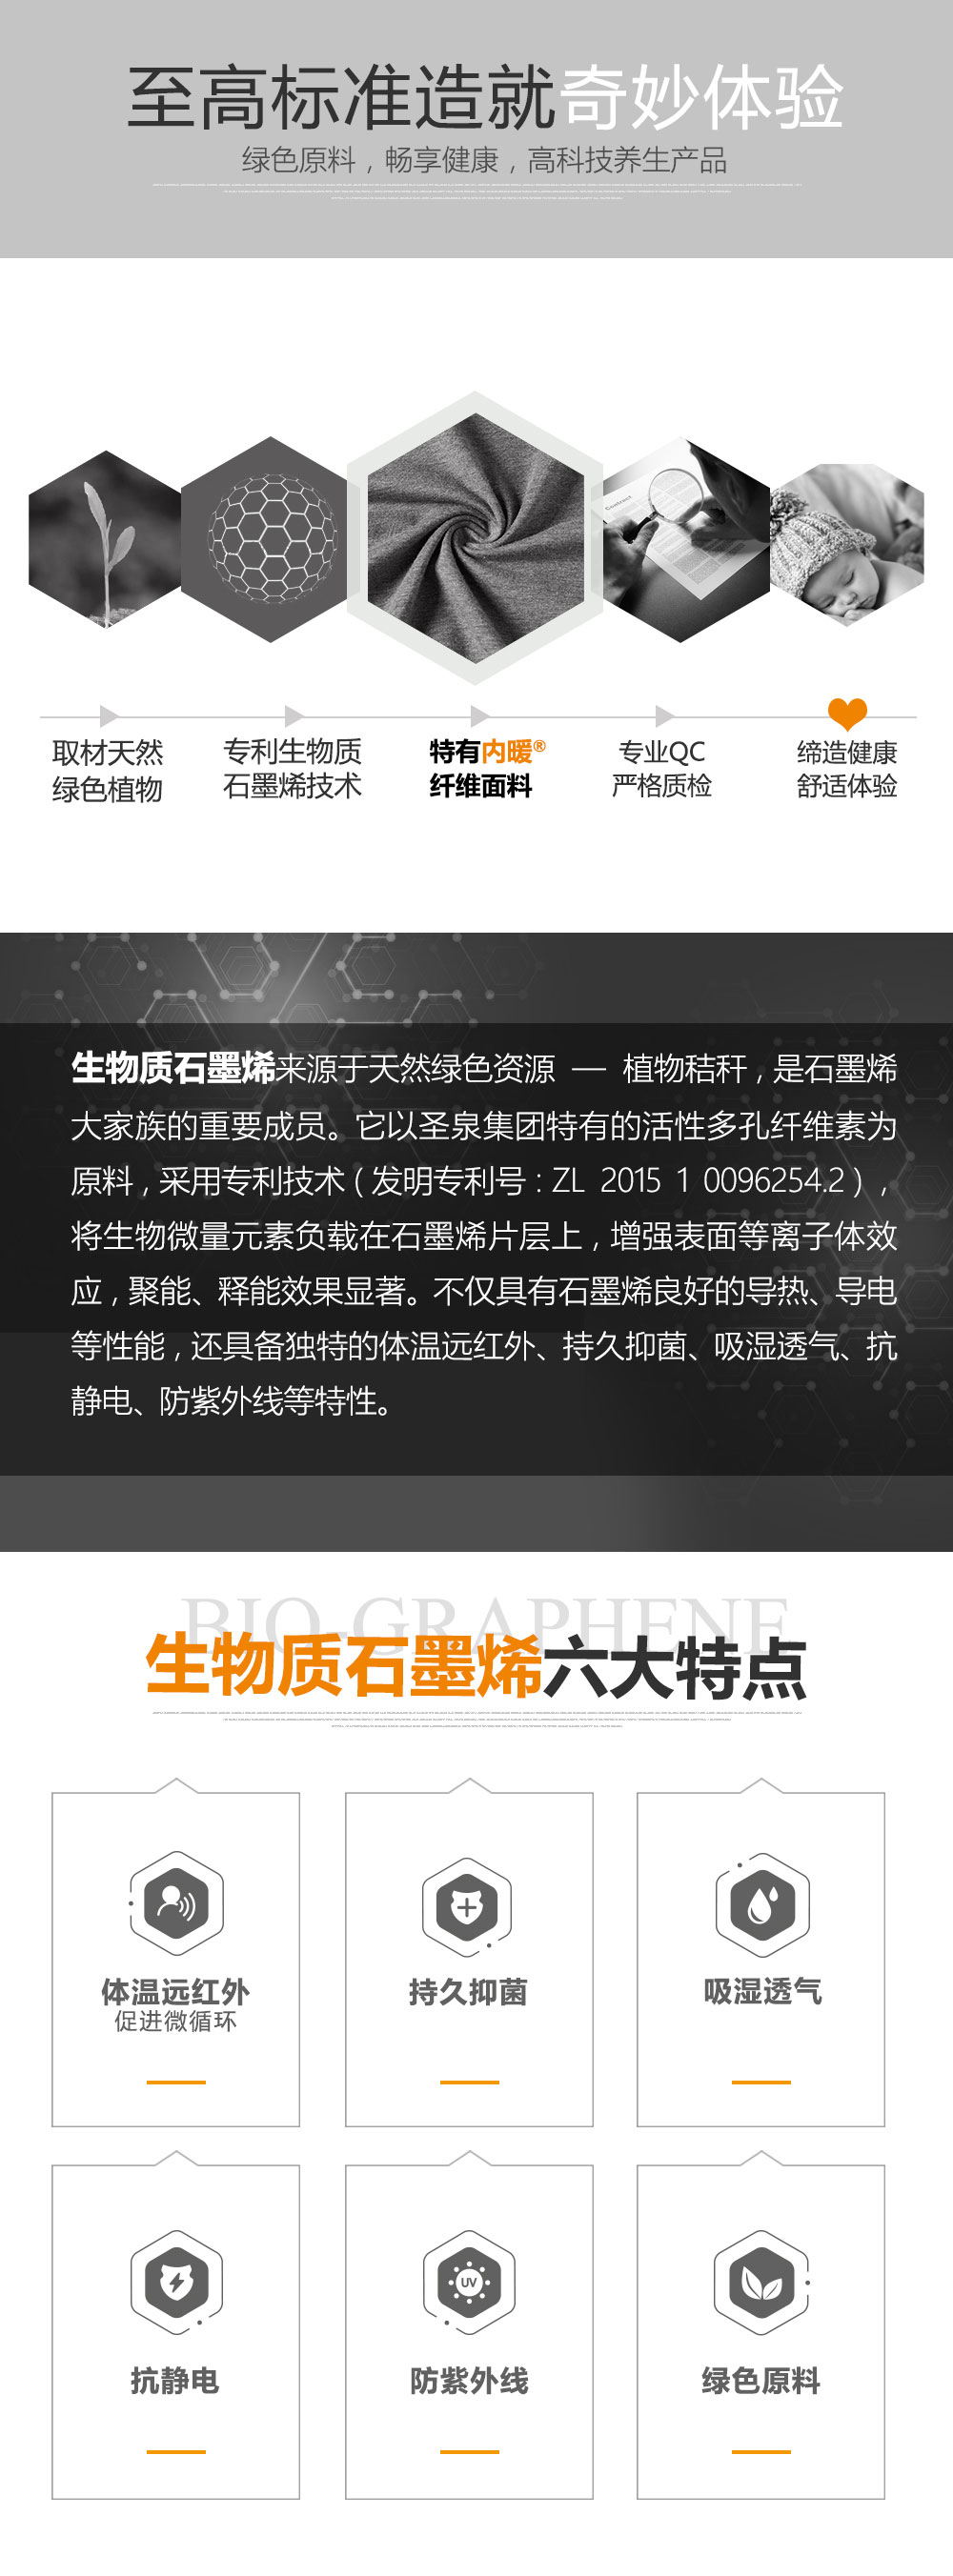 至高标准造就奇妙体验
绿色原料，畅享健康，高科技养生产品
Contract
取材天然
绿色植物
专利生物质
石墨烯技术
特有内暖®
纤维面料
专业QC
严格质检
缔造健康
舒适体验
生物质石墨烯来源于天然绿色资源 — 植物秸秆，是石墨烯
大家族的重要成员。它以圣泉集团特有的活性多孔纤维素为
原料，采用专利技术（发明专利号：ZL 2015 1 0096254.2），
将生物微量元素负载在石墨烯片层上，增强表面等离子体效
应，聚能、释能效果显著。不仅具有石墨烯良好的导热、导电
等性能，还具备独特的体温远红外、持久抑菌、吸湿透气、抗
静电、防紫外线等特性。
BIO-GRAPHENE
生物质石墨烯六大特点
体温远红外
促进微循环
持久抑菌
吸湿透气
抗静电
UV
防紫外线
绿色原料